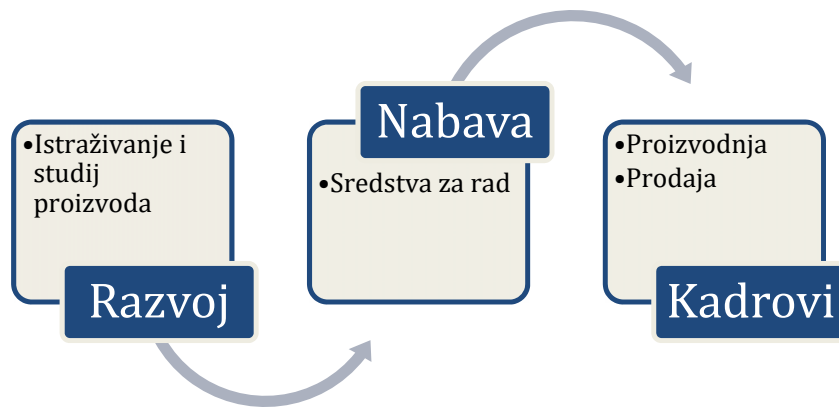 •Istraživanje i
studij
proizvoda
Razvoj
Nabava
•Sredstva za rad
•Proizvodnja
•Prodaja
Kadrovi